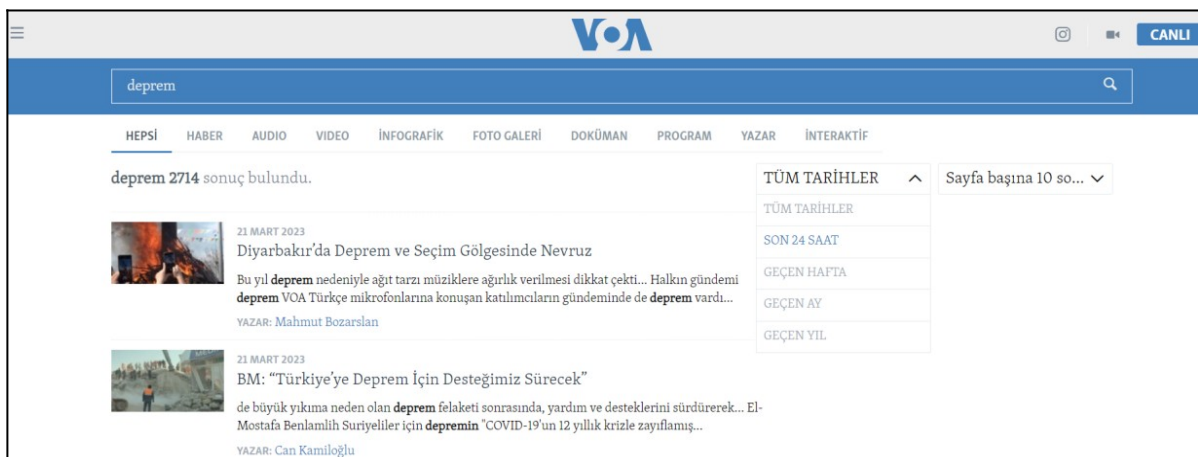 VOA
CANLI
deprem
HEPSİ HABER AUDIO VIDEO İNFOGRAFİK FOTO GALERİ DOKÜMAN PROGRAM YAZAR İNTERAKTİF
deprem 2714 sonuç bulundu.
TÜM TARİHLER
Sayfa başına 10 so...
TÜM TARİHLER
SON 24 SAAT
GEÇEN HAFTA
GEÇEN AY
GEÇEN YIL
21 MART 2023
Diyarbakır'da Deprem ve Seçim Gölgesinde Nevruz
Bu yıl deprem nedeniyle ağıt tarzı müziklere ağırlık verilmesi dikkat çekti... Halkın gündemi
deprem VOA Türkçe mikrofonlarına konuşan katılımcıların gündeminde de deprem vardı...
YAZAR: Mahmut Bozarslan
21 MART 2023
BM: “Türkiye’ye Deprem İçin Desteğimiz Sürecek”
de büyük yıkıma neden olan deprem felaketi sonrasında, yardım ve desteklerini sürdürerek... El-
Mostafa Benlamlih Suriyeliler için depremin "COVID-19'un 12 yıllık krizle zayıflamış...
YAZAR: Can Kamiloğlu